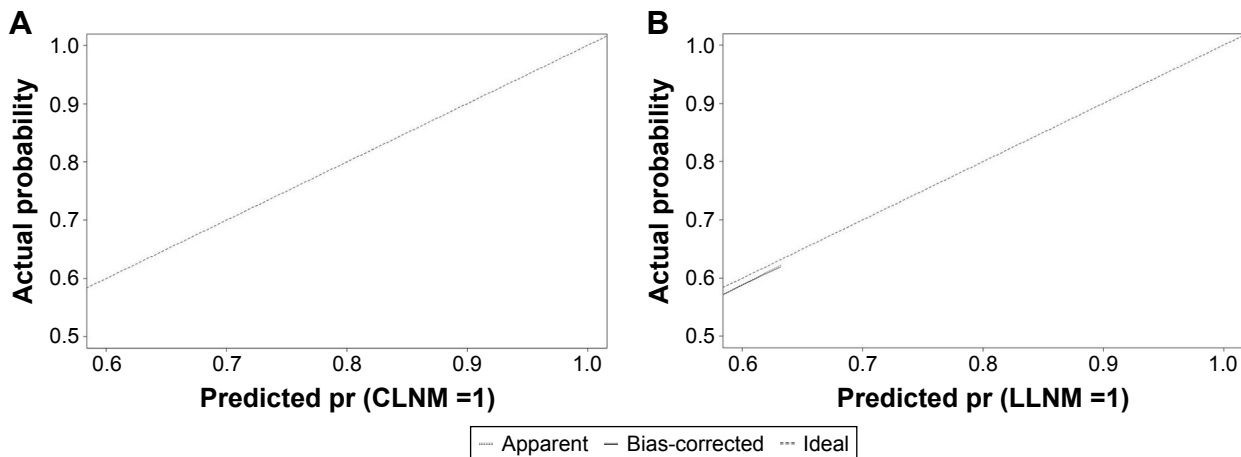 A
Actual probability
1.0
0.9
0.8
0.7
0.6
0.5
0.6 0.7 0.8 0.9 1.0
Predicted pr (CLNM =1)
B
Actual probability
1.0
0.9
0.8
0.7
0.6
0.5
0.6 0.7 0.8 0.9 1.0
Predicted pr (LLNM =1)
Apparent Bias-corrected Ideal